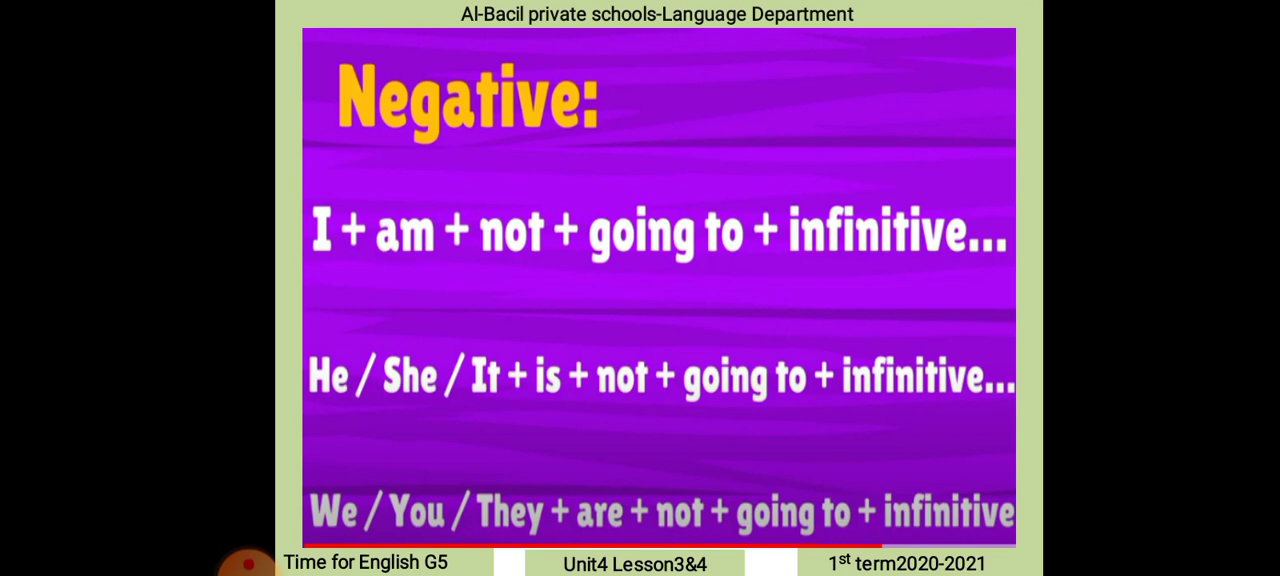 Al-Bacil private schools-Language Department
Negative:
I + am + not + going to + infinitive...
He / She / It + is + not + going to + infinitive...
We / You / They + are + not + going to + infinitive
Time for English G5
Unit4 Lesson3&4
1st term2020-2021